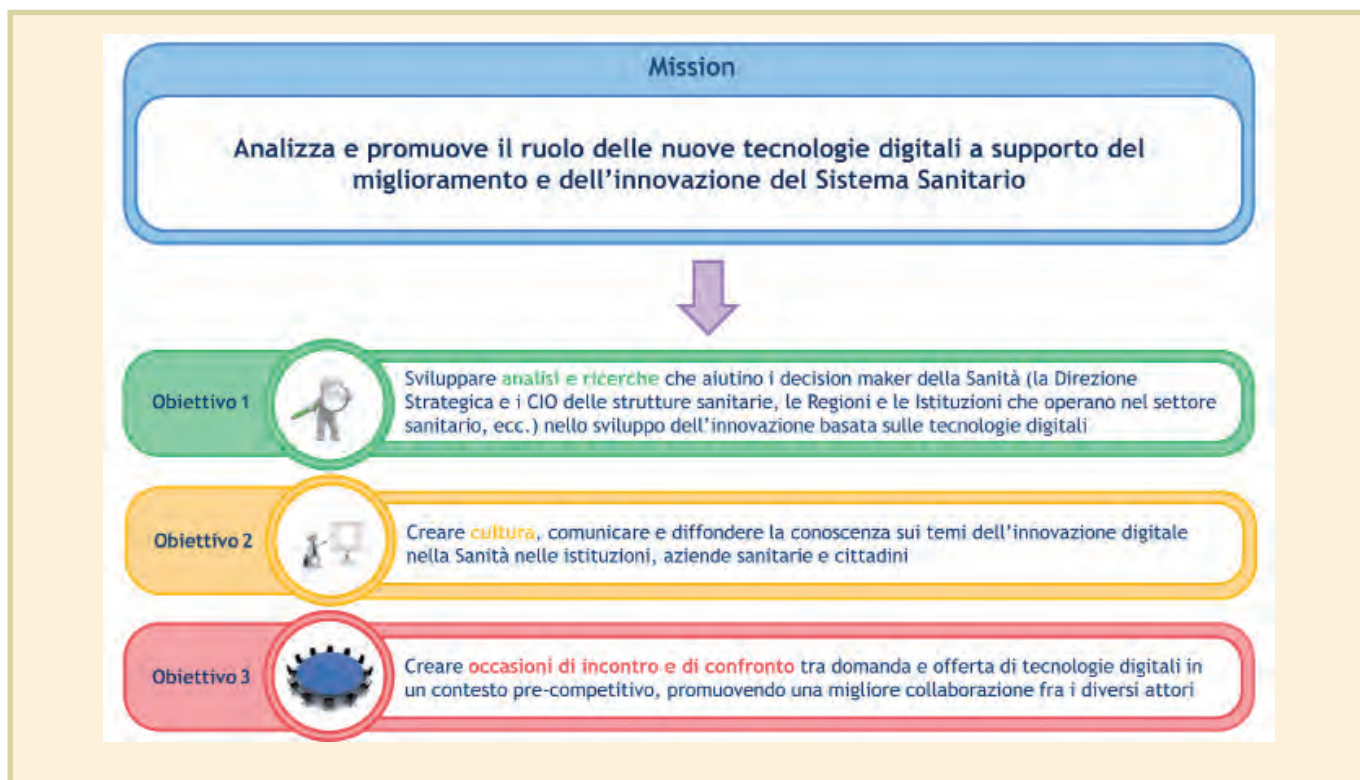 Mission
Analizza e promuove il ruolo delle nuove tecnologie digitali a supporto del
miglioramento e dell'innovazione del Sistema Sanitario
Obiettivo 1
Sviluppare analisi e ricerche che aiutino i decision maker della Sanità (la Direzione
Strategica e i CIO delle strutture sanitarie, le Regioni e le Istituzioni che operano nel settore
sanitario, ecc.) nello sviluppo dell'innovazione basata sulle tecnologie digitali
Obiettivo 2
Creare cultura, comunicare e diffondere la conoscenza sui temi dell'innovazione digitale
nella Sanità nelle istituzioni, aziende sanitarie e cittadini
Obiettivo 3
Creare occasioni di incontro e di confronto tra domanda e offerta di tecnologie digitali in
un contesto pre-competitivo, promuovendo una migliore collaborazione fra i diversi attori